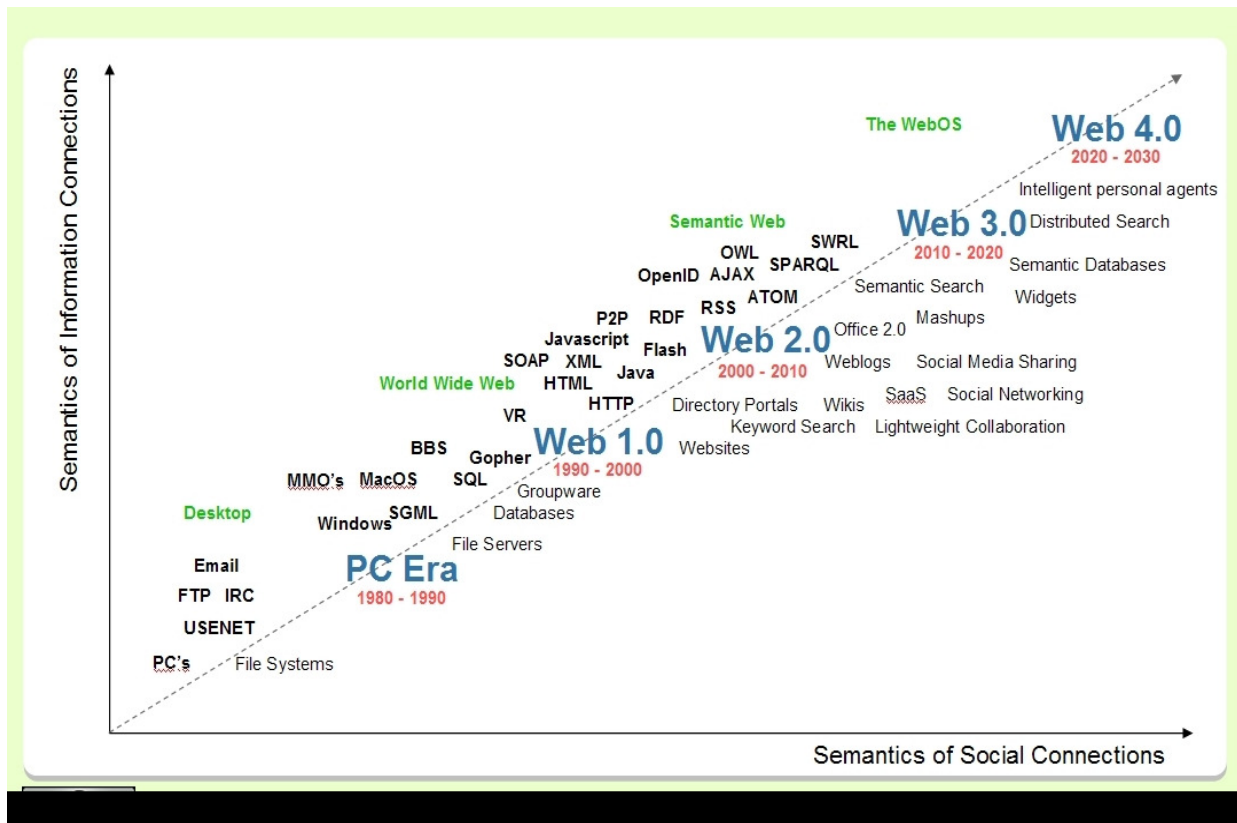 Semantics of Information Connections
The WebOS
Web 4.0
2020 - 2030
Intelligent personal agents
Semantic Web
SWRL
Web 3.0
Distributed Search
2010 - 2020
OWL
SPARQL
Semantic Databases
OpenID
AJAX
Semantic Search
Widgets
ATOM
RSS
P2P
RDF
Mashups
Office 2.0
Javascript
Flash
Web 2.0
2000 - 2010
SOAP
XML
Java
Weblogs
Social Media Sharing
World Wide Web
HTML
SaaS
Social Networking
HTTP
Directory Portals
Wikis
VR
Keyword Search
Lightweight Collaboration
Web 1.0
1990 - 2000
Websites
BBS
Gopher
MMO's
MacOS
SQL
Groupware
Desktop
Windows
SGML
Databases
File Servers
Email
PC Era
1980 - 1990
FTP
IRC
USENET
PC's
File Systems
Semantics of Social Connections